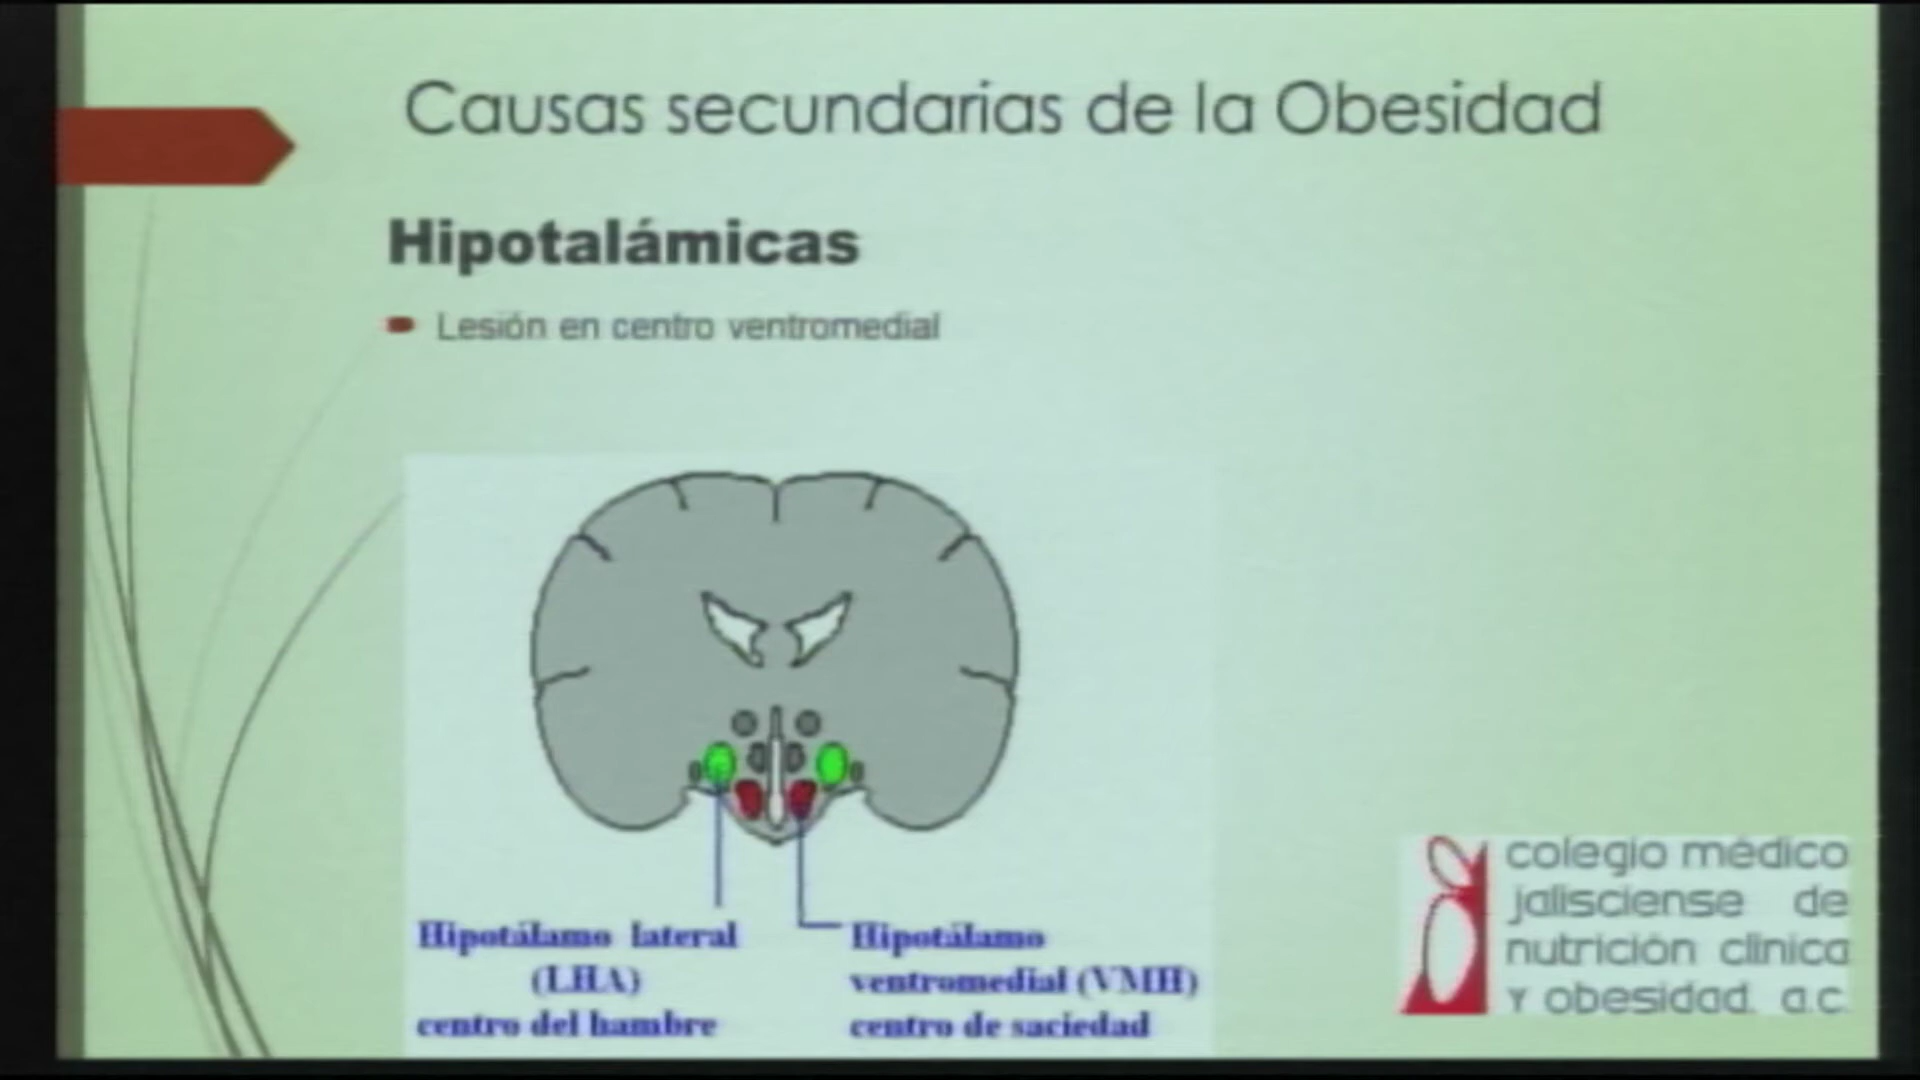 Causas secundarias de la Obesidad
Hipotalámicas
Lesión en centro ventromedial
Hipotálamo lateral
(LHA)
centro del hambre
Hipotálamo
ventromedial (VMH)
centro de saciedad
colegio médico
jalisciense de
nutrición clínica
Y obesidad. a.c.